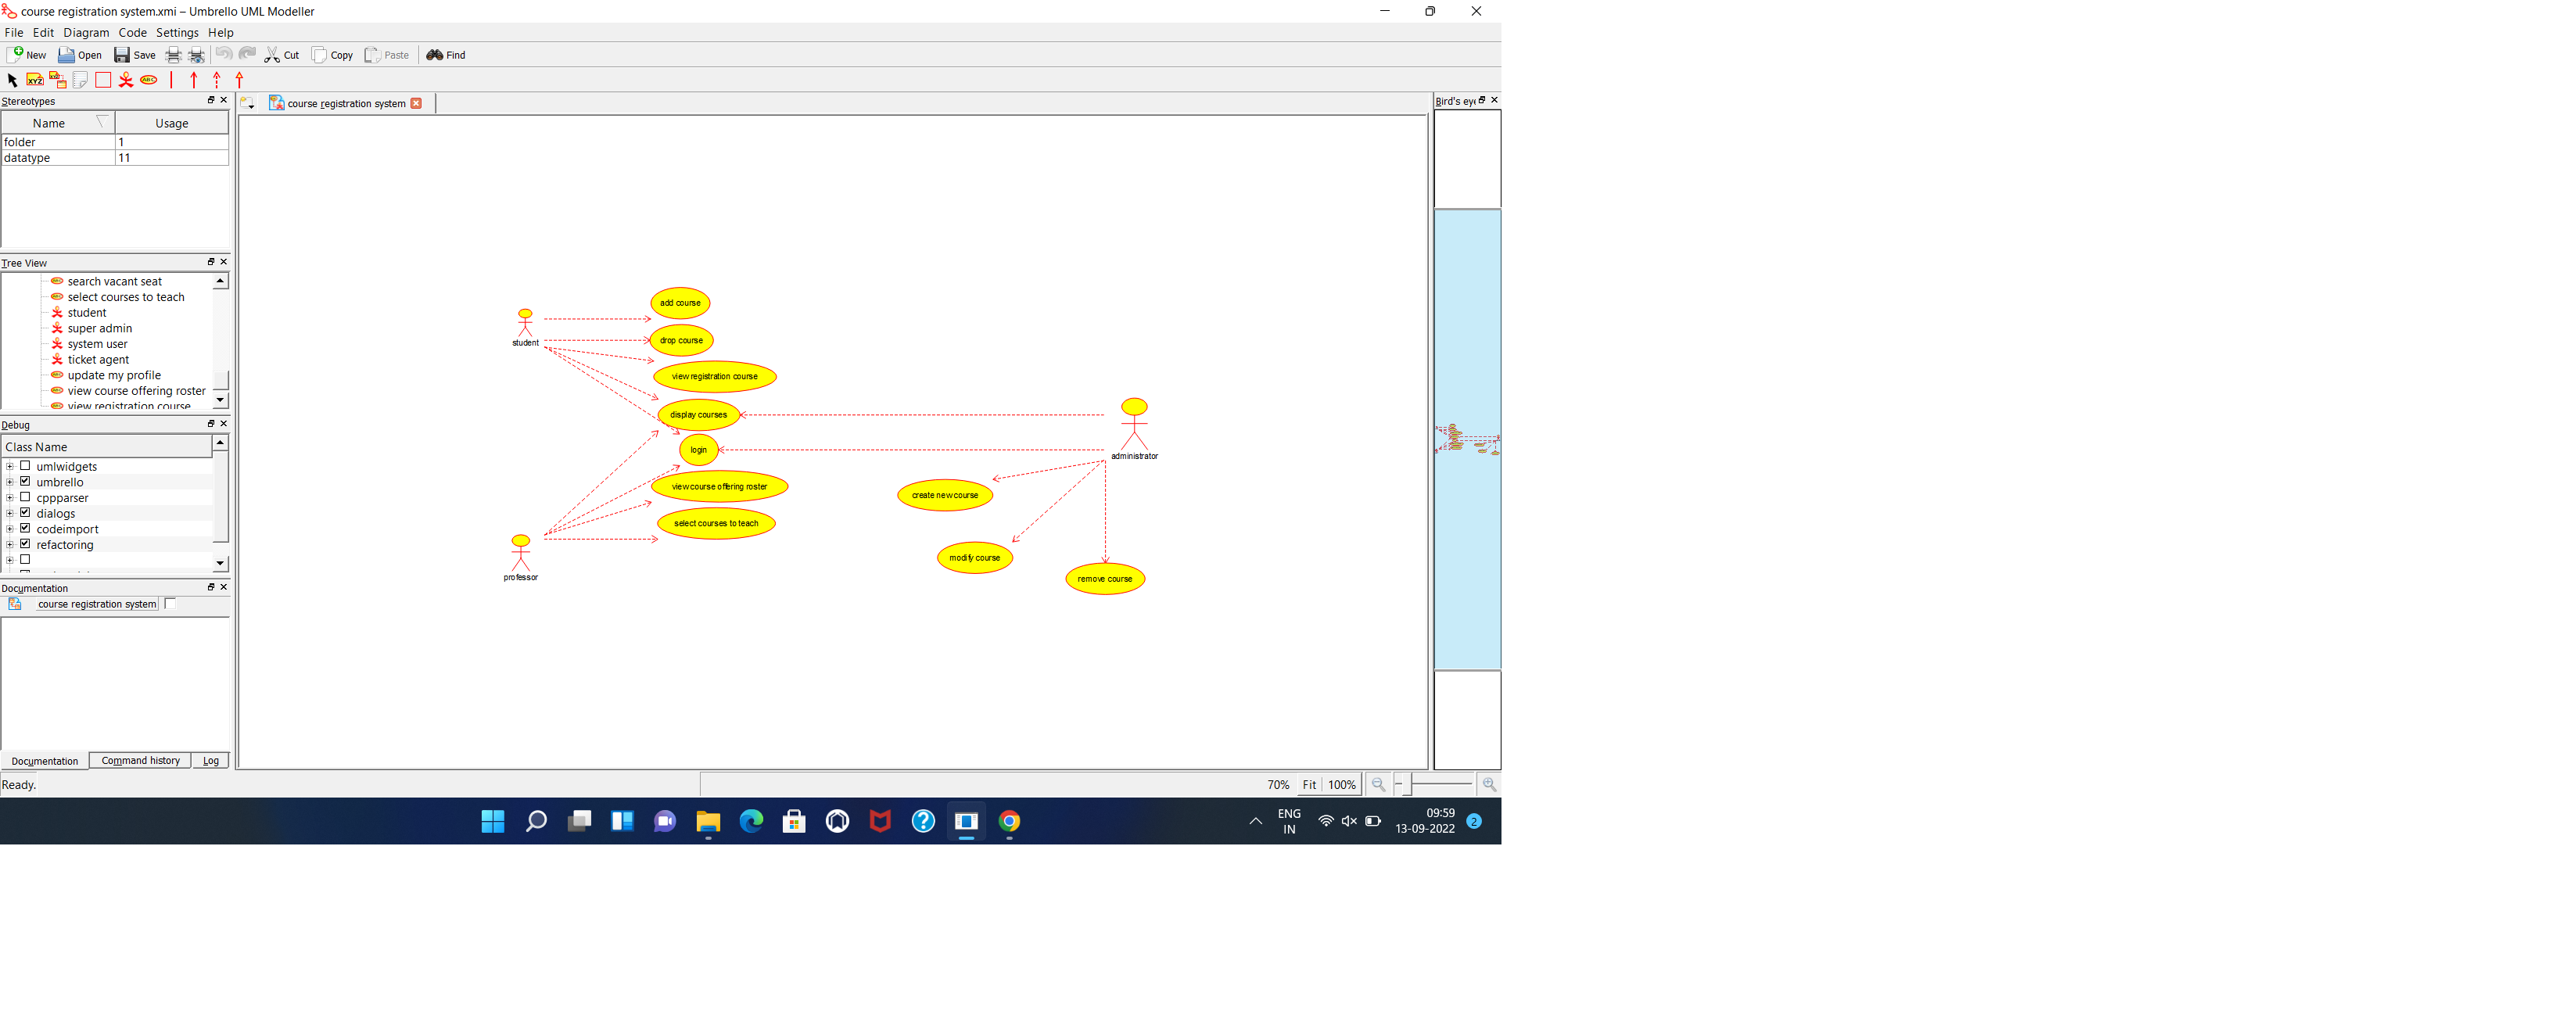 course registration system.xmi – Umbrello UML Modeller
File Edit Diagram Code Settings Help
New Open Save Cut Copy Paste Find
XYZ ABC
Stereotypes
Name Usage
folder 1
datatype 11
Tree View
search vacant seat
select courses to teach
student
super admin
system user
ticket agent
update my profile
view course offering roster
view registration course
Debug
Class Name
umlwidgets
umbrello
cppparser
dialogs
codeimport
refactoring
Documentation
course registration system
Documentation Command history Log
Ready.
course registration system
add course
student
drop course
view registration course
display courses
login
administrator
view course offering roster
create new course
select courses to teach
modify course
professor
remove course
Bird's eye
70% Fit 100%
ENG
IN
09:59
13-09-2022
2